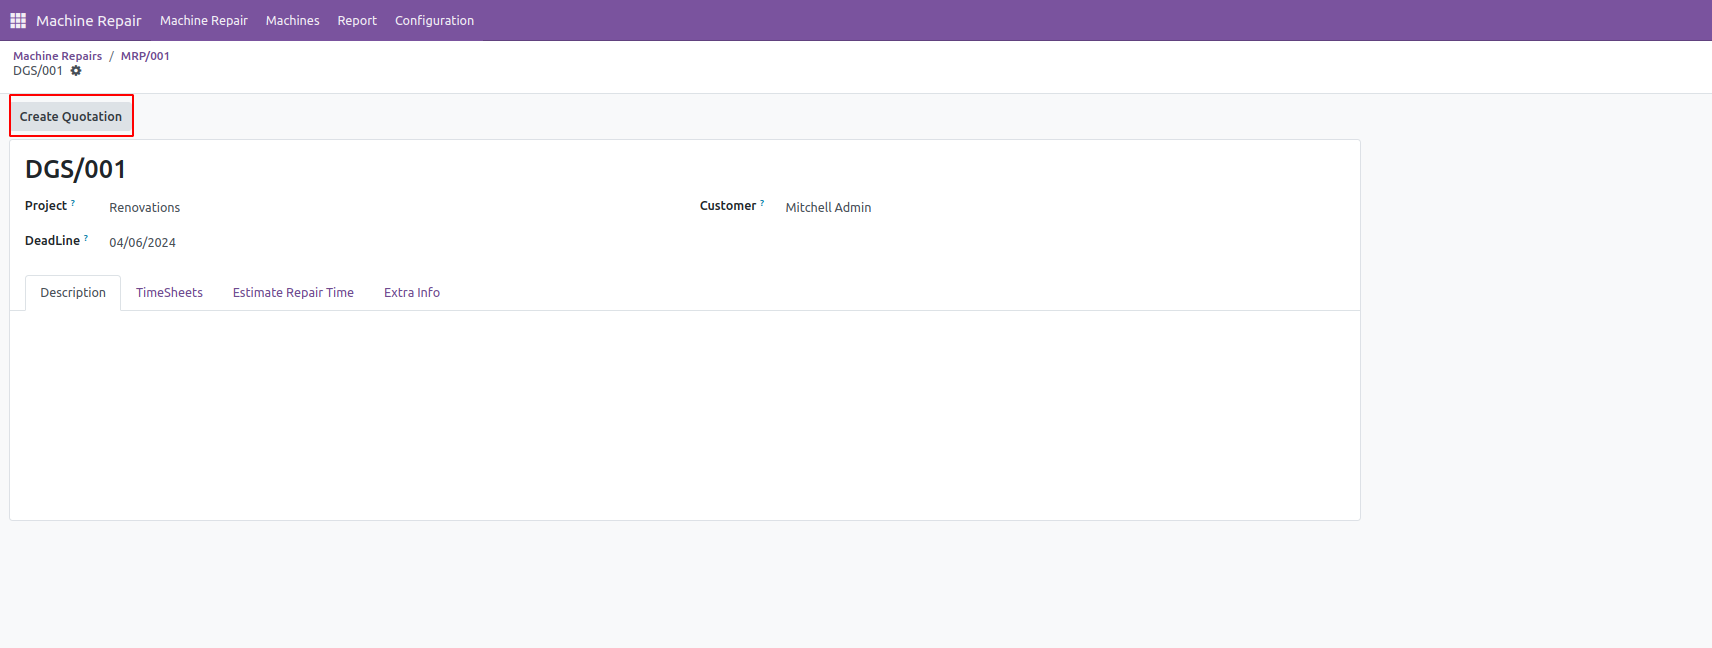 Machine Repair Machine Repair Machines Report Configuration
Machine Repairs / MRP/001
DGS/001
Create Quotation
DGS/001
Project ? Renovations Customer ? Mitchell Admin
DeadLine ? 04/06/2024
Description TimeSheets Estimate Repair Time Extra Info